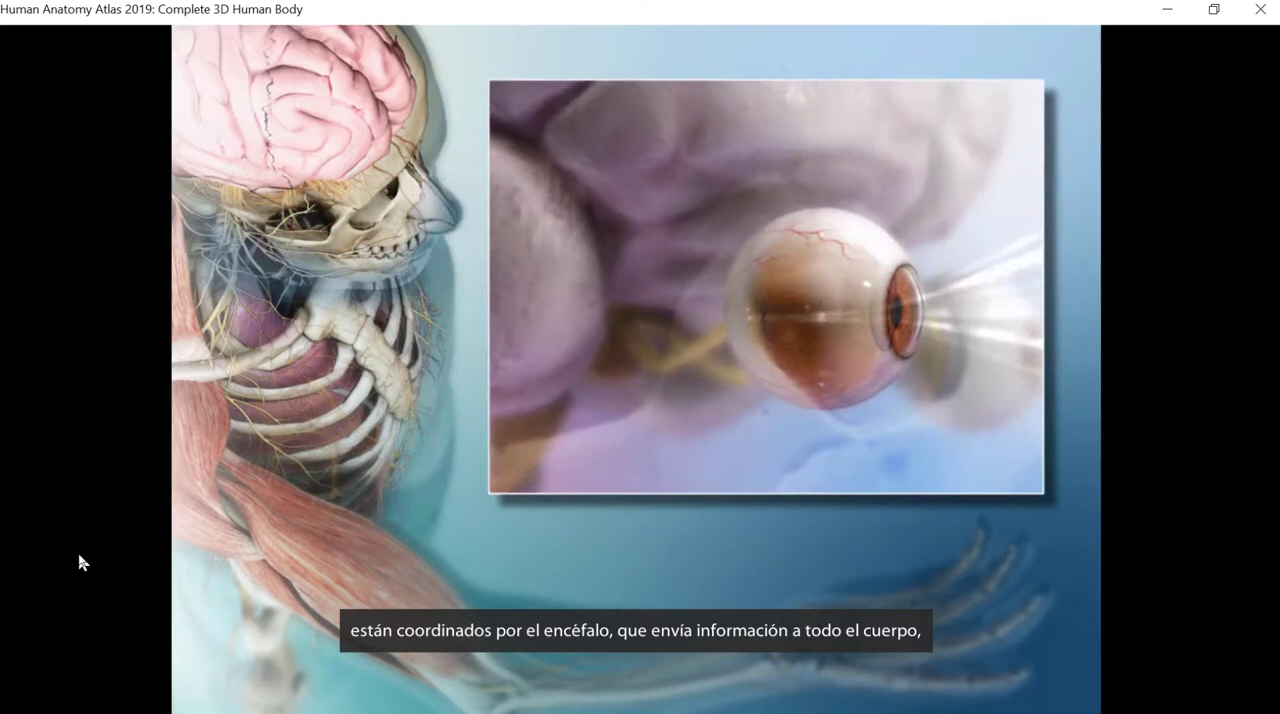 Human Anatomy Atlas 2019: Complete 3D Human Body
están coordinados por el encéfalo, que envía información a todo el cuerpo,